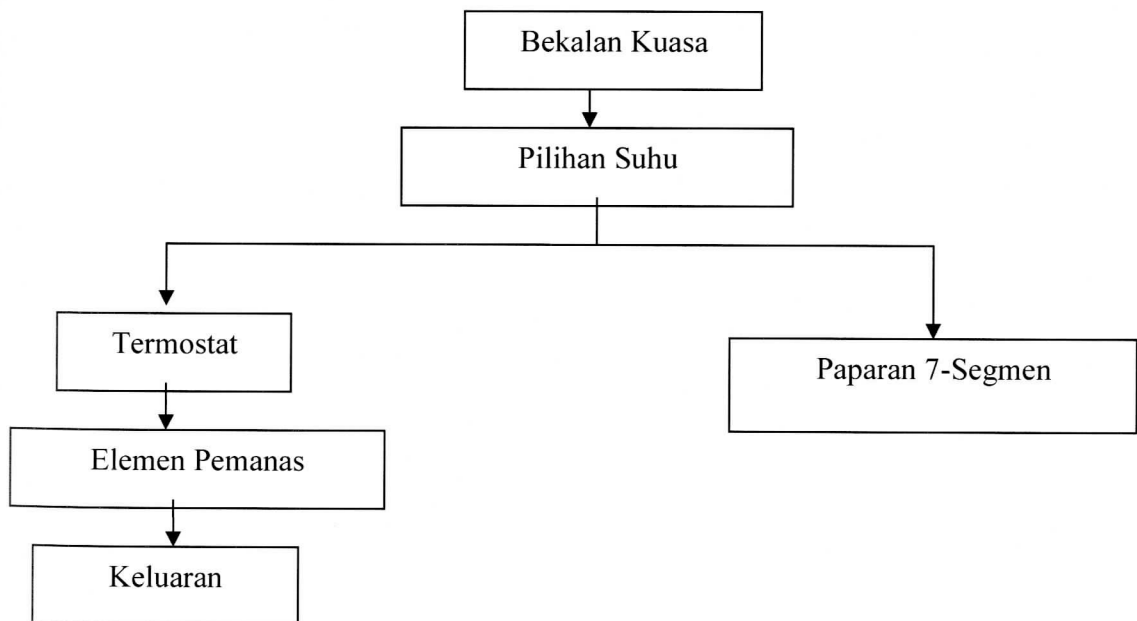 Bekalan Kuasa
Pilihan Suhu
Termostat
Paparan 7-Segmen
Elemen Pemanas
Keluaran